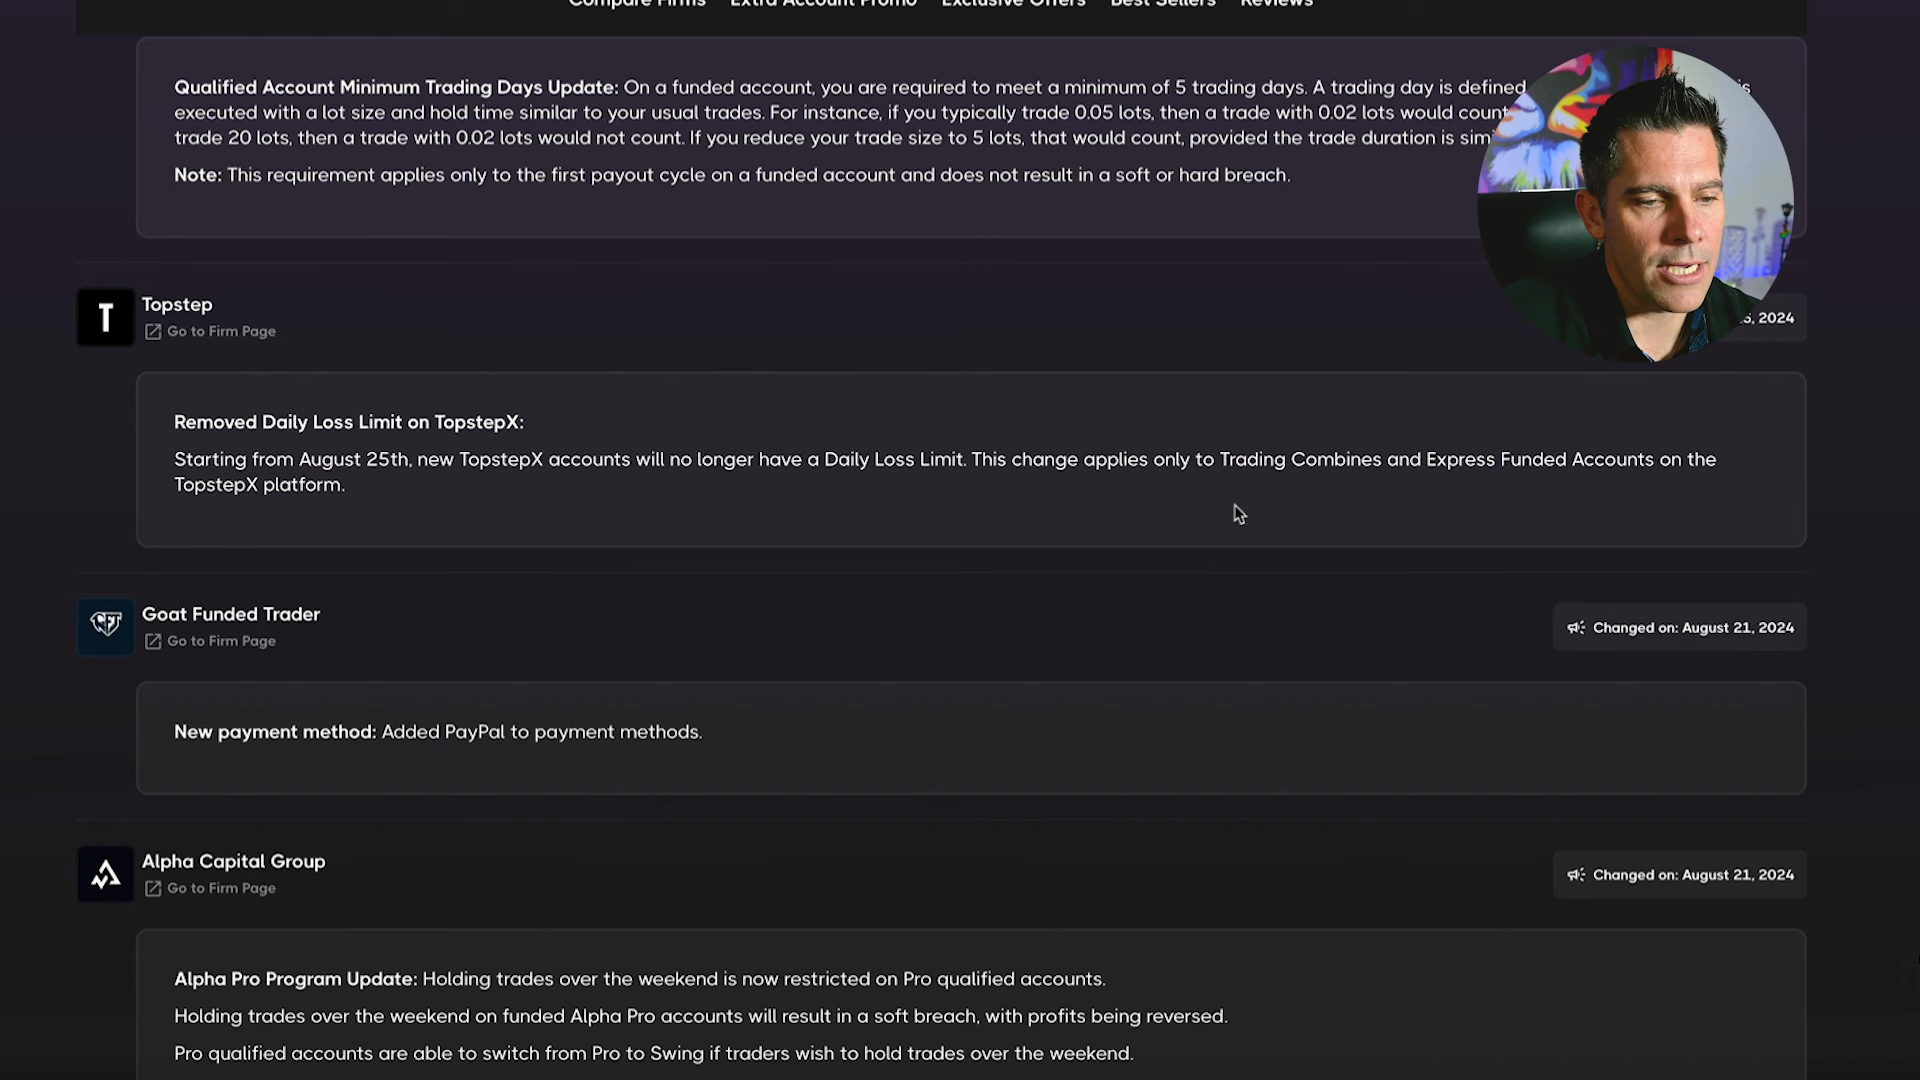 Compare Firms Extra Account Promo Exclusive Offers Best Sellers Reviews
Qualified Account Minimum Trading Days Update: On a funded account, you are required to meet a minimum of 5 trading days. A trading day is defined
executed with a lot size and hold time similar to your usual trades. For instance, if you typically trade 0.05 lots, then a trade with 0.02 lots would count
trade 20 lots, then a trade with 0.02 lots would not count. If you reduce your trade size to 5 lots, that would count, provided the trade duration is
Note: This requirement applies only to the first payout cycle on a funded account and does not result in a soft or hard breach.
T
Topstep
Go to Firm Page
, 2024
Removed Daily Loss Limit on TopstepX:
Starting from August 25th, new TopstepX accounts will no longer have a Daily Loss Limit. This change applies only to Trading Combines and Express Funded Accounts on the
TopstepX platform.
GFT
Goat Funded Trader
Go to Firm Page
Changed on: August 21, 2024
New payment method: Added PayPal to payment methods.
Alpha Capital Group
Go to Firm Page
Changed on: August 21, 2024
Alpha Pro Program Update: Holding trades over the weekend is now restricted on Pro qualified accounts.
Holding trades over the weekend on funded Alpha Pro accounts will result in a soft breach, with profits being reversed.
Pro qualified accounts are able to switch from Pro to Swing if traders wish to hold trades over the weekend.